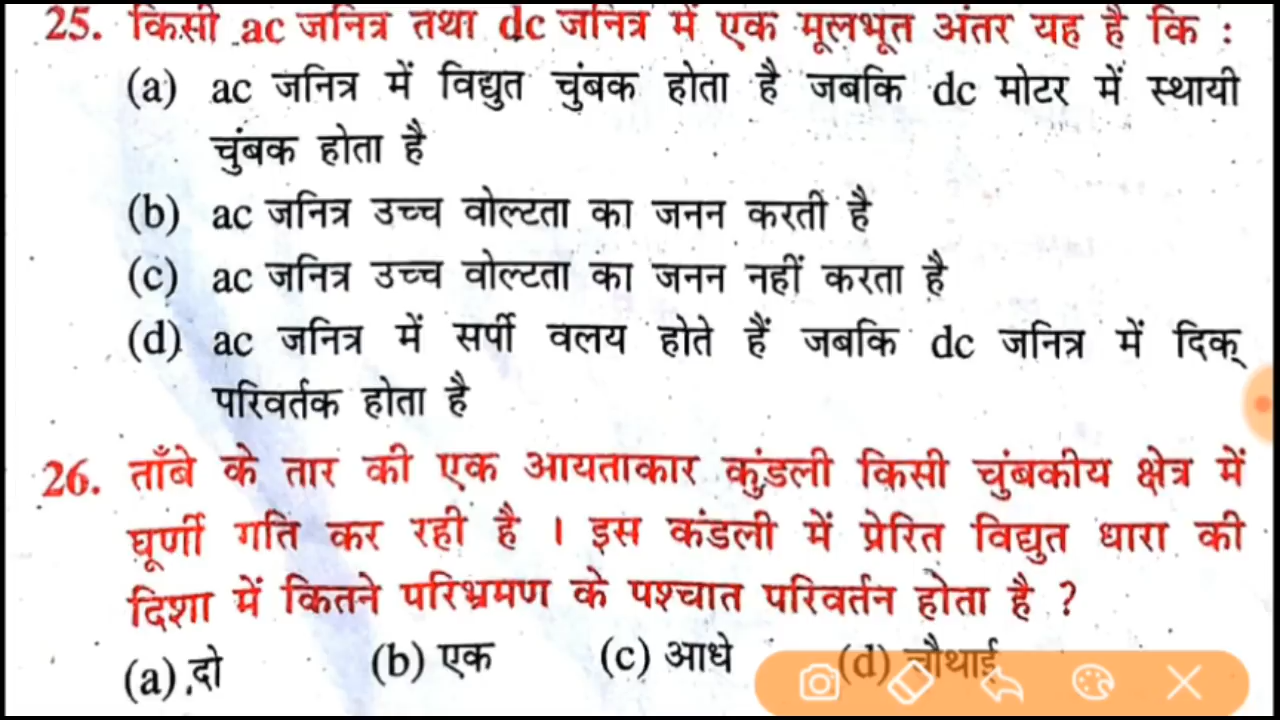 25. किसी ac जनित्र तथा dc जनित्र में एक मूलभूत अंतर यह है कि :
(a) ac जनित्र में विद्युत चुंबक होता है जबकि dc मोटर में स्थायी
चुंबक होता है
(b) ac जनित्र उच्च वोल्टता का जनन करती है
(c) ac जनित्र उच्च वोल्टता का जनन नहीं करता है
(d) ac जनित्र में सर्पी वलय होते हैं जबकि dc जनित्र में दिक्
परिवर्तक होता है
26. ताँबे के तार की एक आयताकार कुंडली किसी चुंबकीय क्षेत्र में
घूर्णी गति कर रही है । इस कंडली में प्रेरित विद्युत धारा की
दिशा में कितने परिभ्रमण के पश्चात परिवर्तन होता है ?
(a) दो (b) एक (c) आधे (d) चौथाई